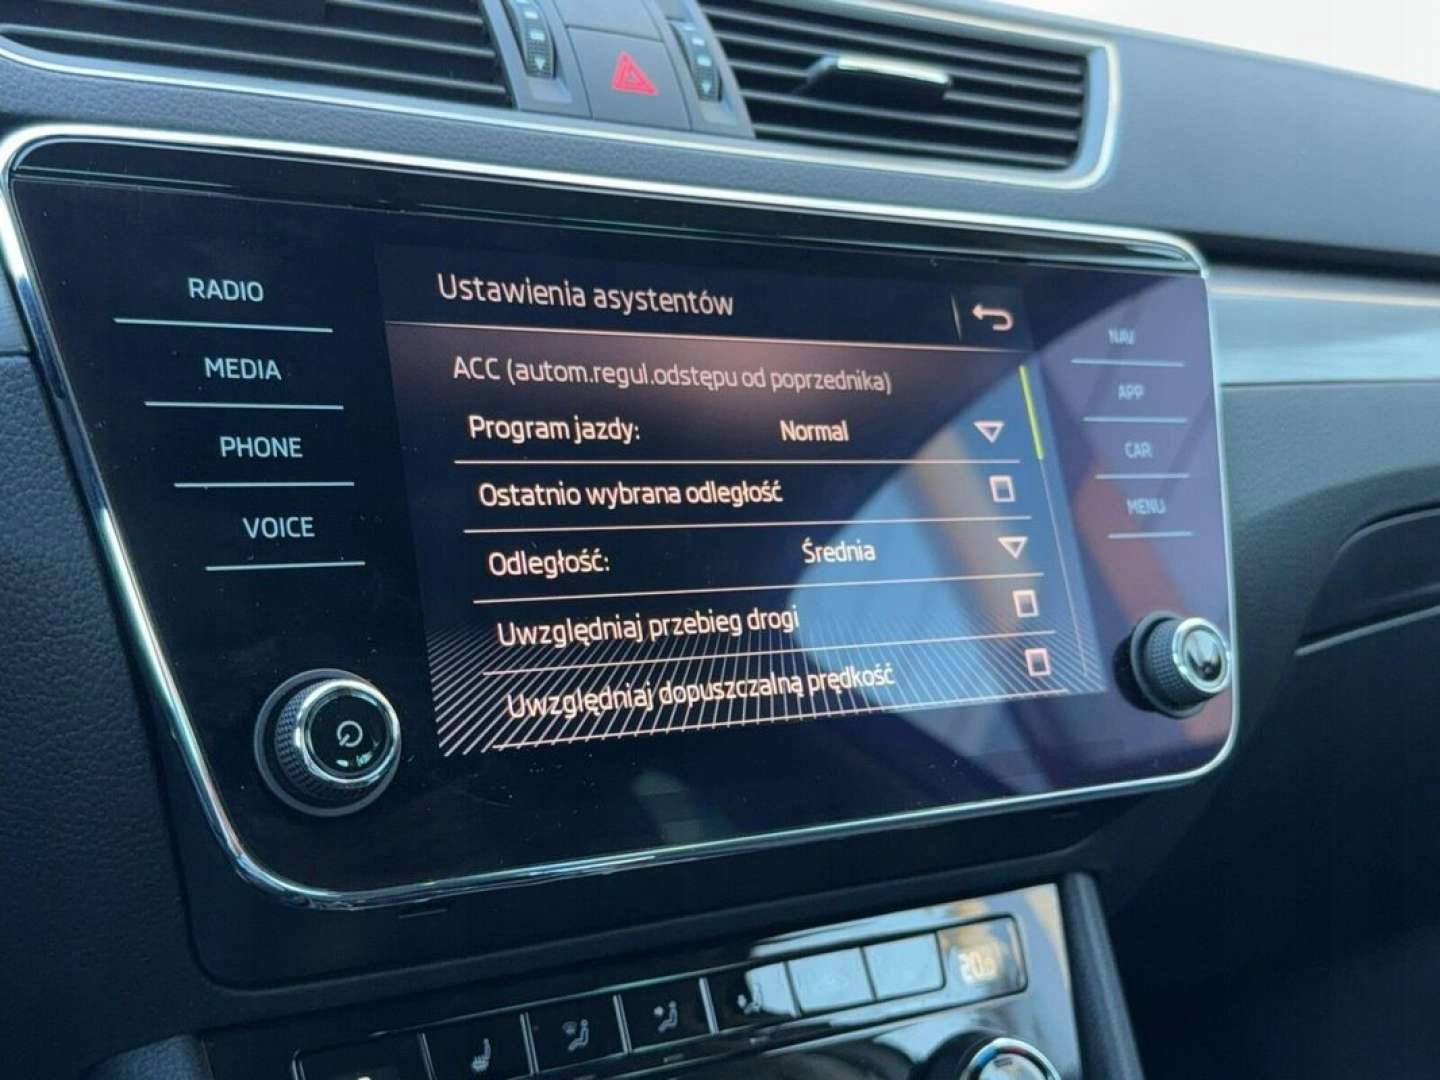 RADIO
MEDIA
PHONE
VOICE
Ustawienia asystentów
ACC (autom.regul.odstępu od poprzednika)
Program jazdy: Normal
Ostatnio wybrana odległość
Odległość: Średnia
Uwzględniaj przebieg drogi
Uwzględniaj dopuszczalną prędkość
NAV
APP
CAR
MENU